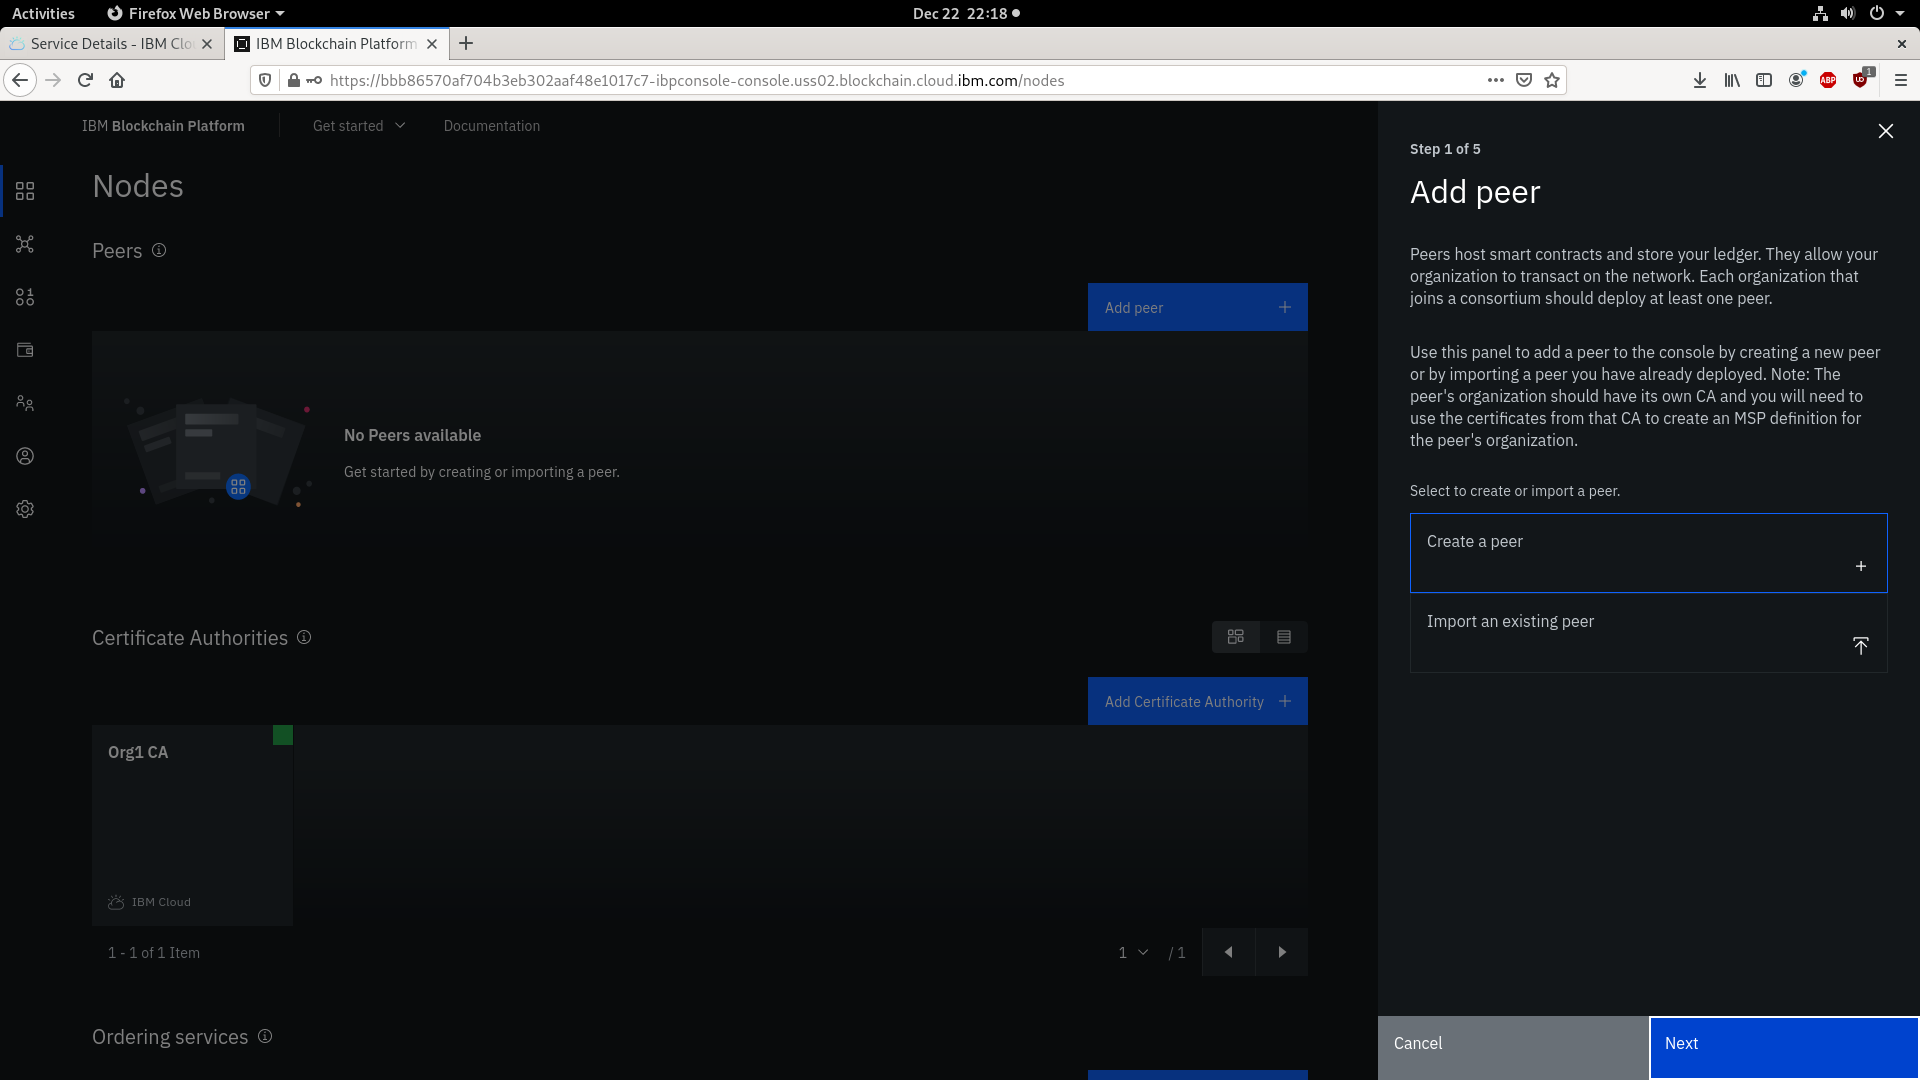 Activities
Firefox Web Browser
Dec 22 22:18
Service Details - IBM Clo
IBM Blockchain Platform
https://bbb86570af704b3eb302aaf48e1017c7-ibpconsole-console.uss02.blockchain.cloud.ibm.com/nodes
ABP
1
IBM Blockchain Platform
Get started
Documentation
Nodes
Peers
Add peer
No Peers available
Get started by creating or importing a peer.
Certificate Authorities
Add Certificate Authority
Org1 CA
IBM Cloud
1 - 1 of 1 Item
1
/ 1
Ordering services
Step 1 of 5
Add peer
Peers host smart contracts and store your ledger. They allow your
organization to transact on the network. Each organization that
joins a consortium should deploy at least one peer.
Use this panel to add a peer to the console by creating a new peer
or by importing a peer you have already deployed. Note: The
peer's organization should have its own CA and you will need to
use the certificates from that CA to create an MSP definition for
the peer's organization.
Select to create or import a peer.
Create a peer
Import an existing peer
Cancel
Next